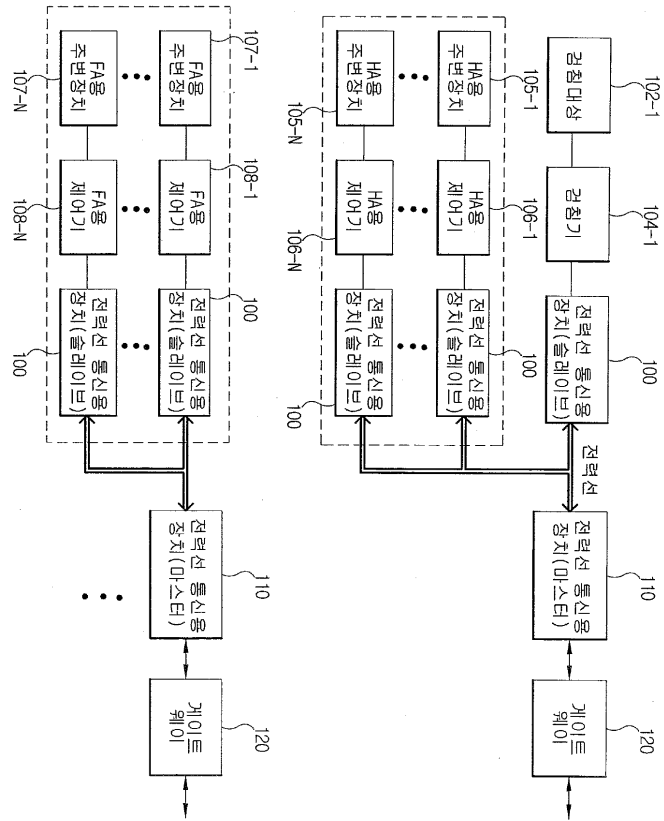 102-1
검침대상
104-1
검침기
100
전력선 통신용
장치(슬레이브)
전력선
110
전력선 통신용
장치(마스터)
120
게이트
웨이
105-1
HA용
주변장치
106-1
HA용
제어기
100
전력선 통신용
장치(슬레이브)
HA용
주변장치
105-N
HA용
제어기
106-N
전력선 통신용
장치(슬레이브)
100
107-1
FA용
주변장치
108-1
FA용
제어기
100
전력선 통신용
장치(슬레이브)
110
전력선 통신용
장치(마스터)
120
게이트
웨이
FA용
주변장치
107-N
FA용
제어기
108-N
전력선 통신용
장치(슬레이브)
100